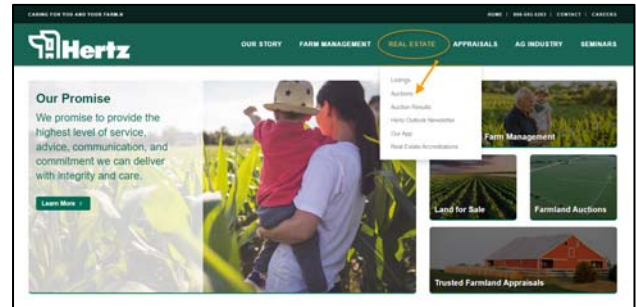 CARING FOR YOU AND YOUR FARM.®
HOME | 800-593-5263 | CONTACT | CAREERS
Hertz
OUR STORY FARM MANAGEMENT REAL ESTATE APPRAISALS AG INDUSTRY SEMINARS
Listings
Auctions
Auction Results
Hertz Outlook Newsletter
Our App
Real Estate Accreditations
Our Promise
We promise to provide the
highest level of service,
advice, communication, and
commitment we can deliver
with integrity and care.
Learn More
Farm Management
Land for Sale
Farmland Auctions
Trusted Farmland Appraisals